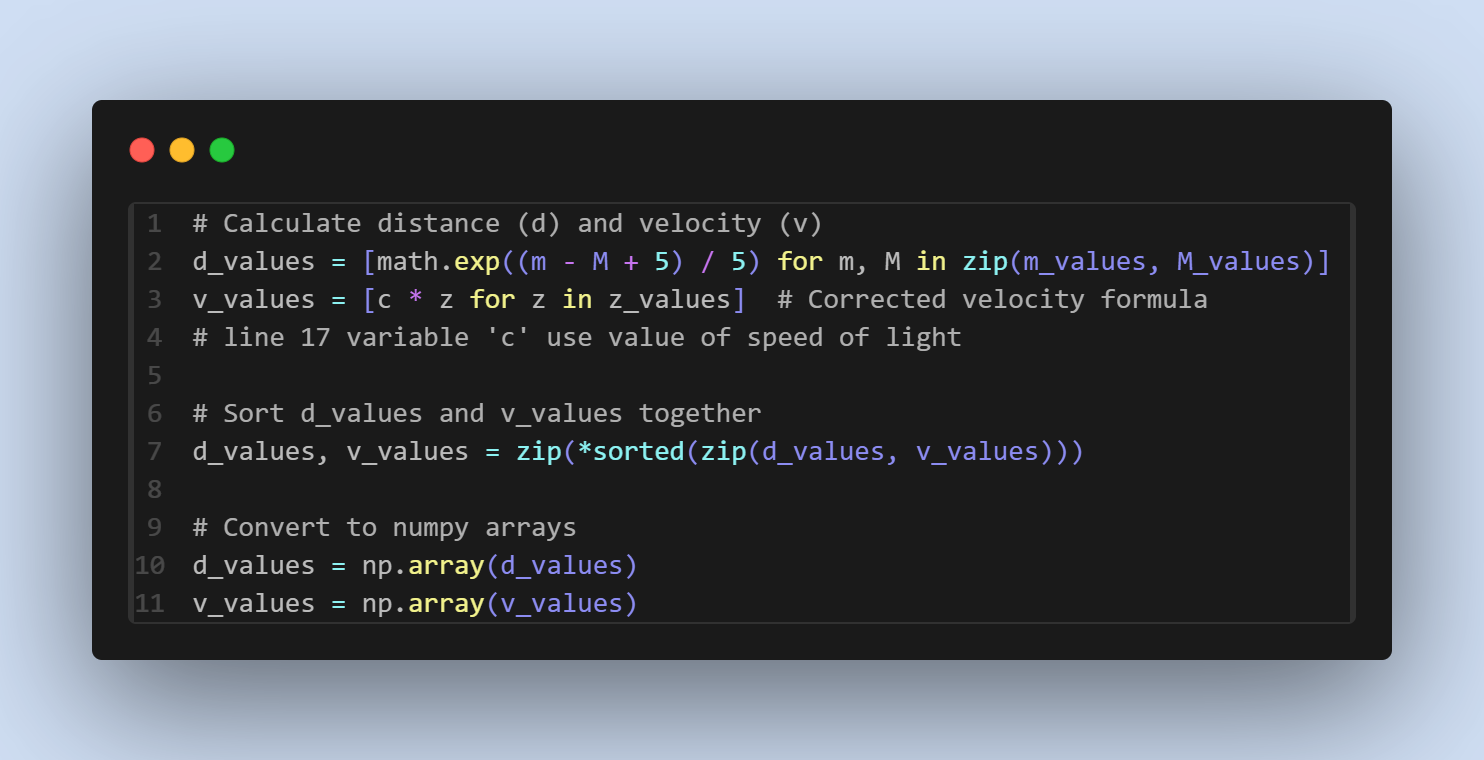 1 # Calculate distance (d) and velocity (v)
2 d_values = [math.exp((m - M + 5) / 5) for m, M in zip(m_values, M_values)]
3 v_values = [c * z for z in z_values]  # Corrected velocity formula
4 # line 17 variable 'c' use value of speed of light
5
6 # Sort d_values and v_values together
7 d_values, v_values = zip(*sorted(zip(d_values, v_values)))
8
9 # Convert to numpy arrays
10 d_values = np.array(d_values)
11 v_values = np.array(v_values)